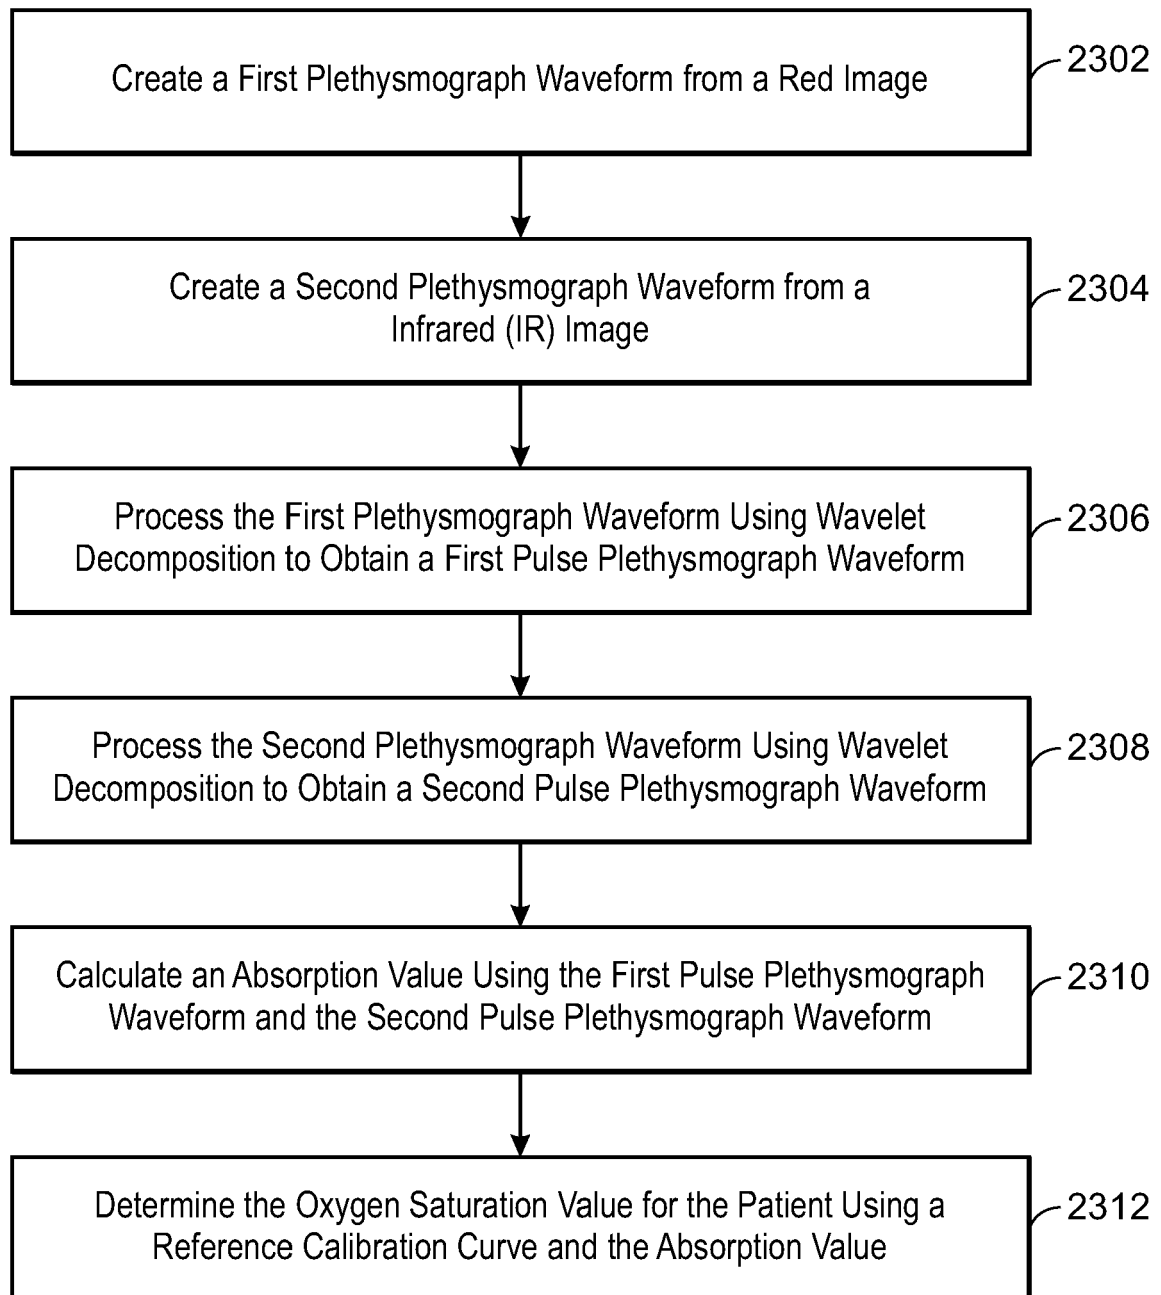 Create a First Plethysmograph Waveform from a Red Image
2302
Create a Second Plethysmograph Waveform from a
Infrared (IR) Image
2304
Process the First Plethysmograph Waveform Using Wavelet
Decomposition to Obtain a First Pulse Plethysmograph Waveform
2306
Process the Second Plethysmograph Waveform Using Wavelet
Decomposition to Obtain a Second Pulse Plethysmograph Waveform
2308
Calculate an Absorption Value Using the First Pulse Plethysmograph
Waveform and the Second Pulse Plethysmograph Waveform
2310
Determine the Oxygen Saturation Value for the Patient Using a
Reference Calibration Curve and the Absorption Value
2312